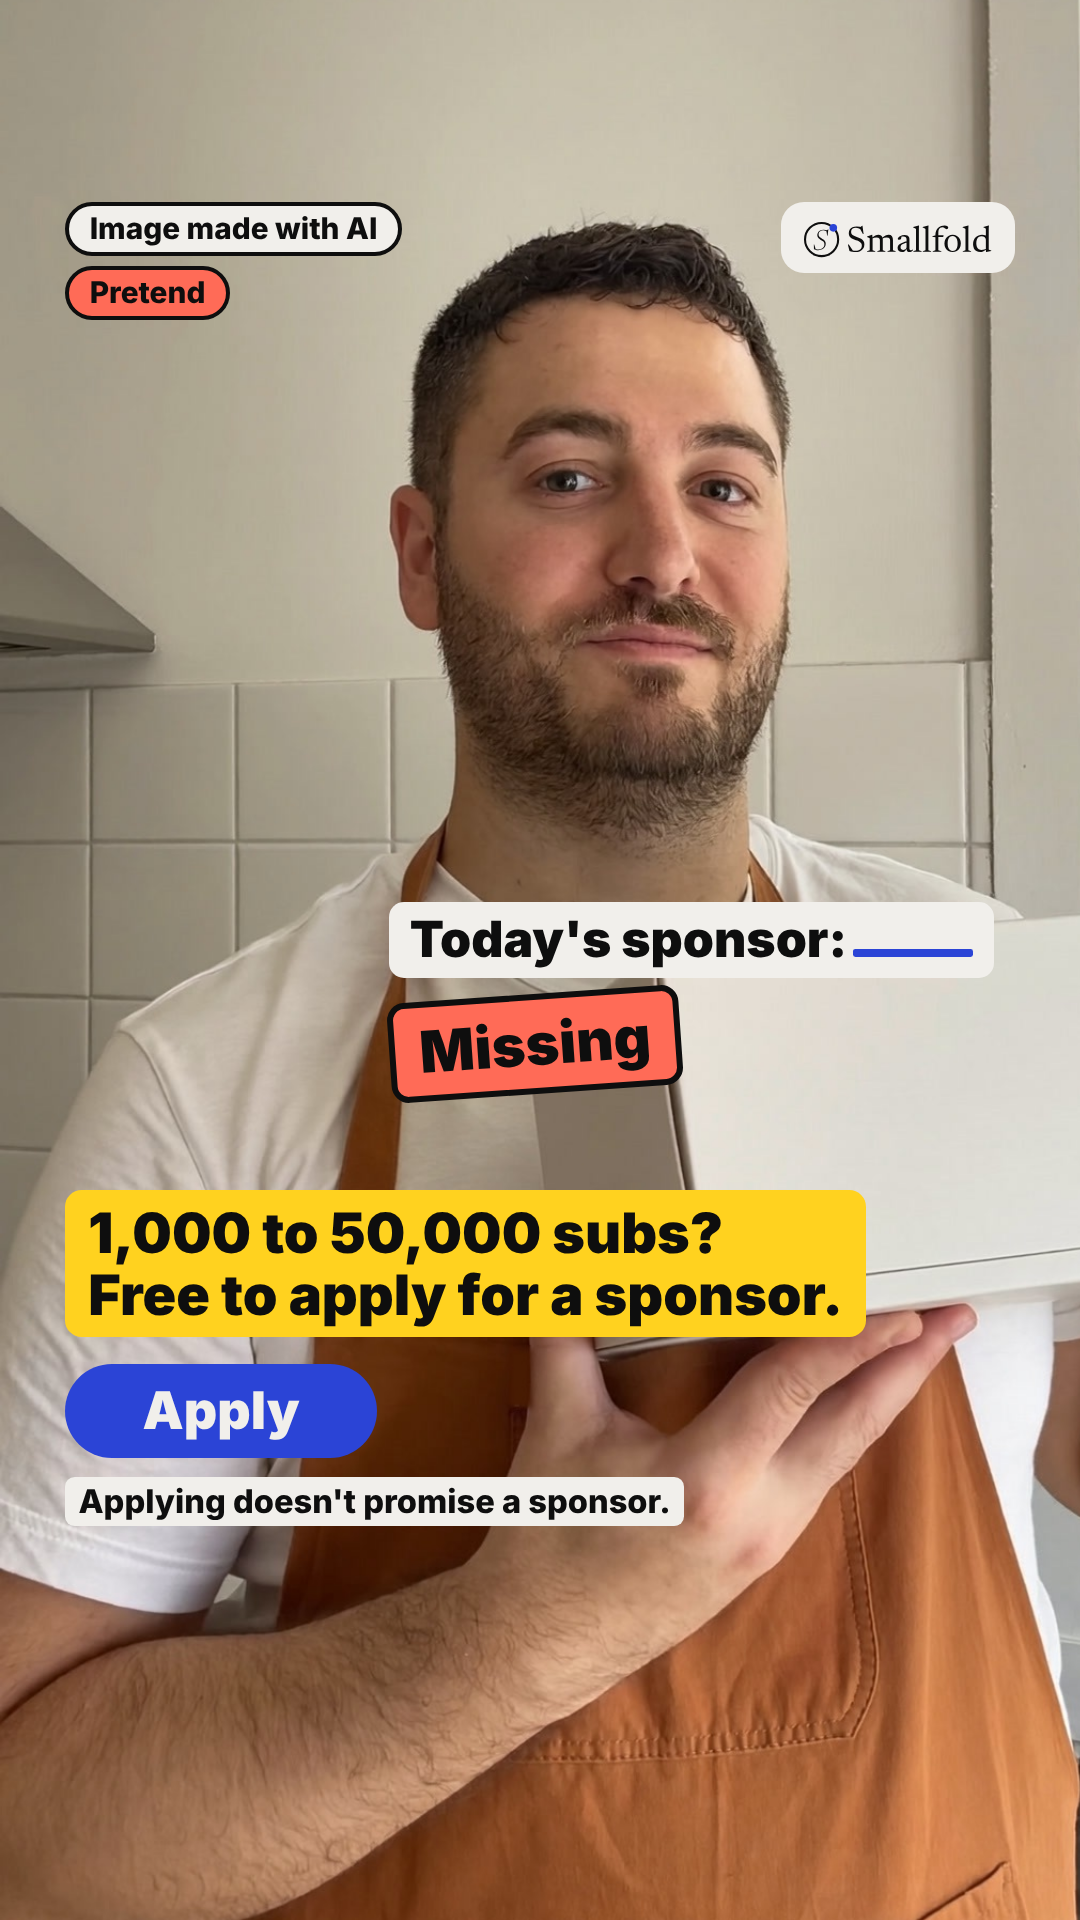 Image made with AI
Pretend
Smallfold
Today's sponsor:
Missing
1,000 to 50,000 subs?
Free to apply for a sponsor.
Apply
Applying doesn't promise a sponsor.